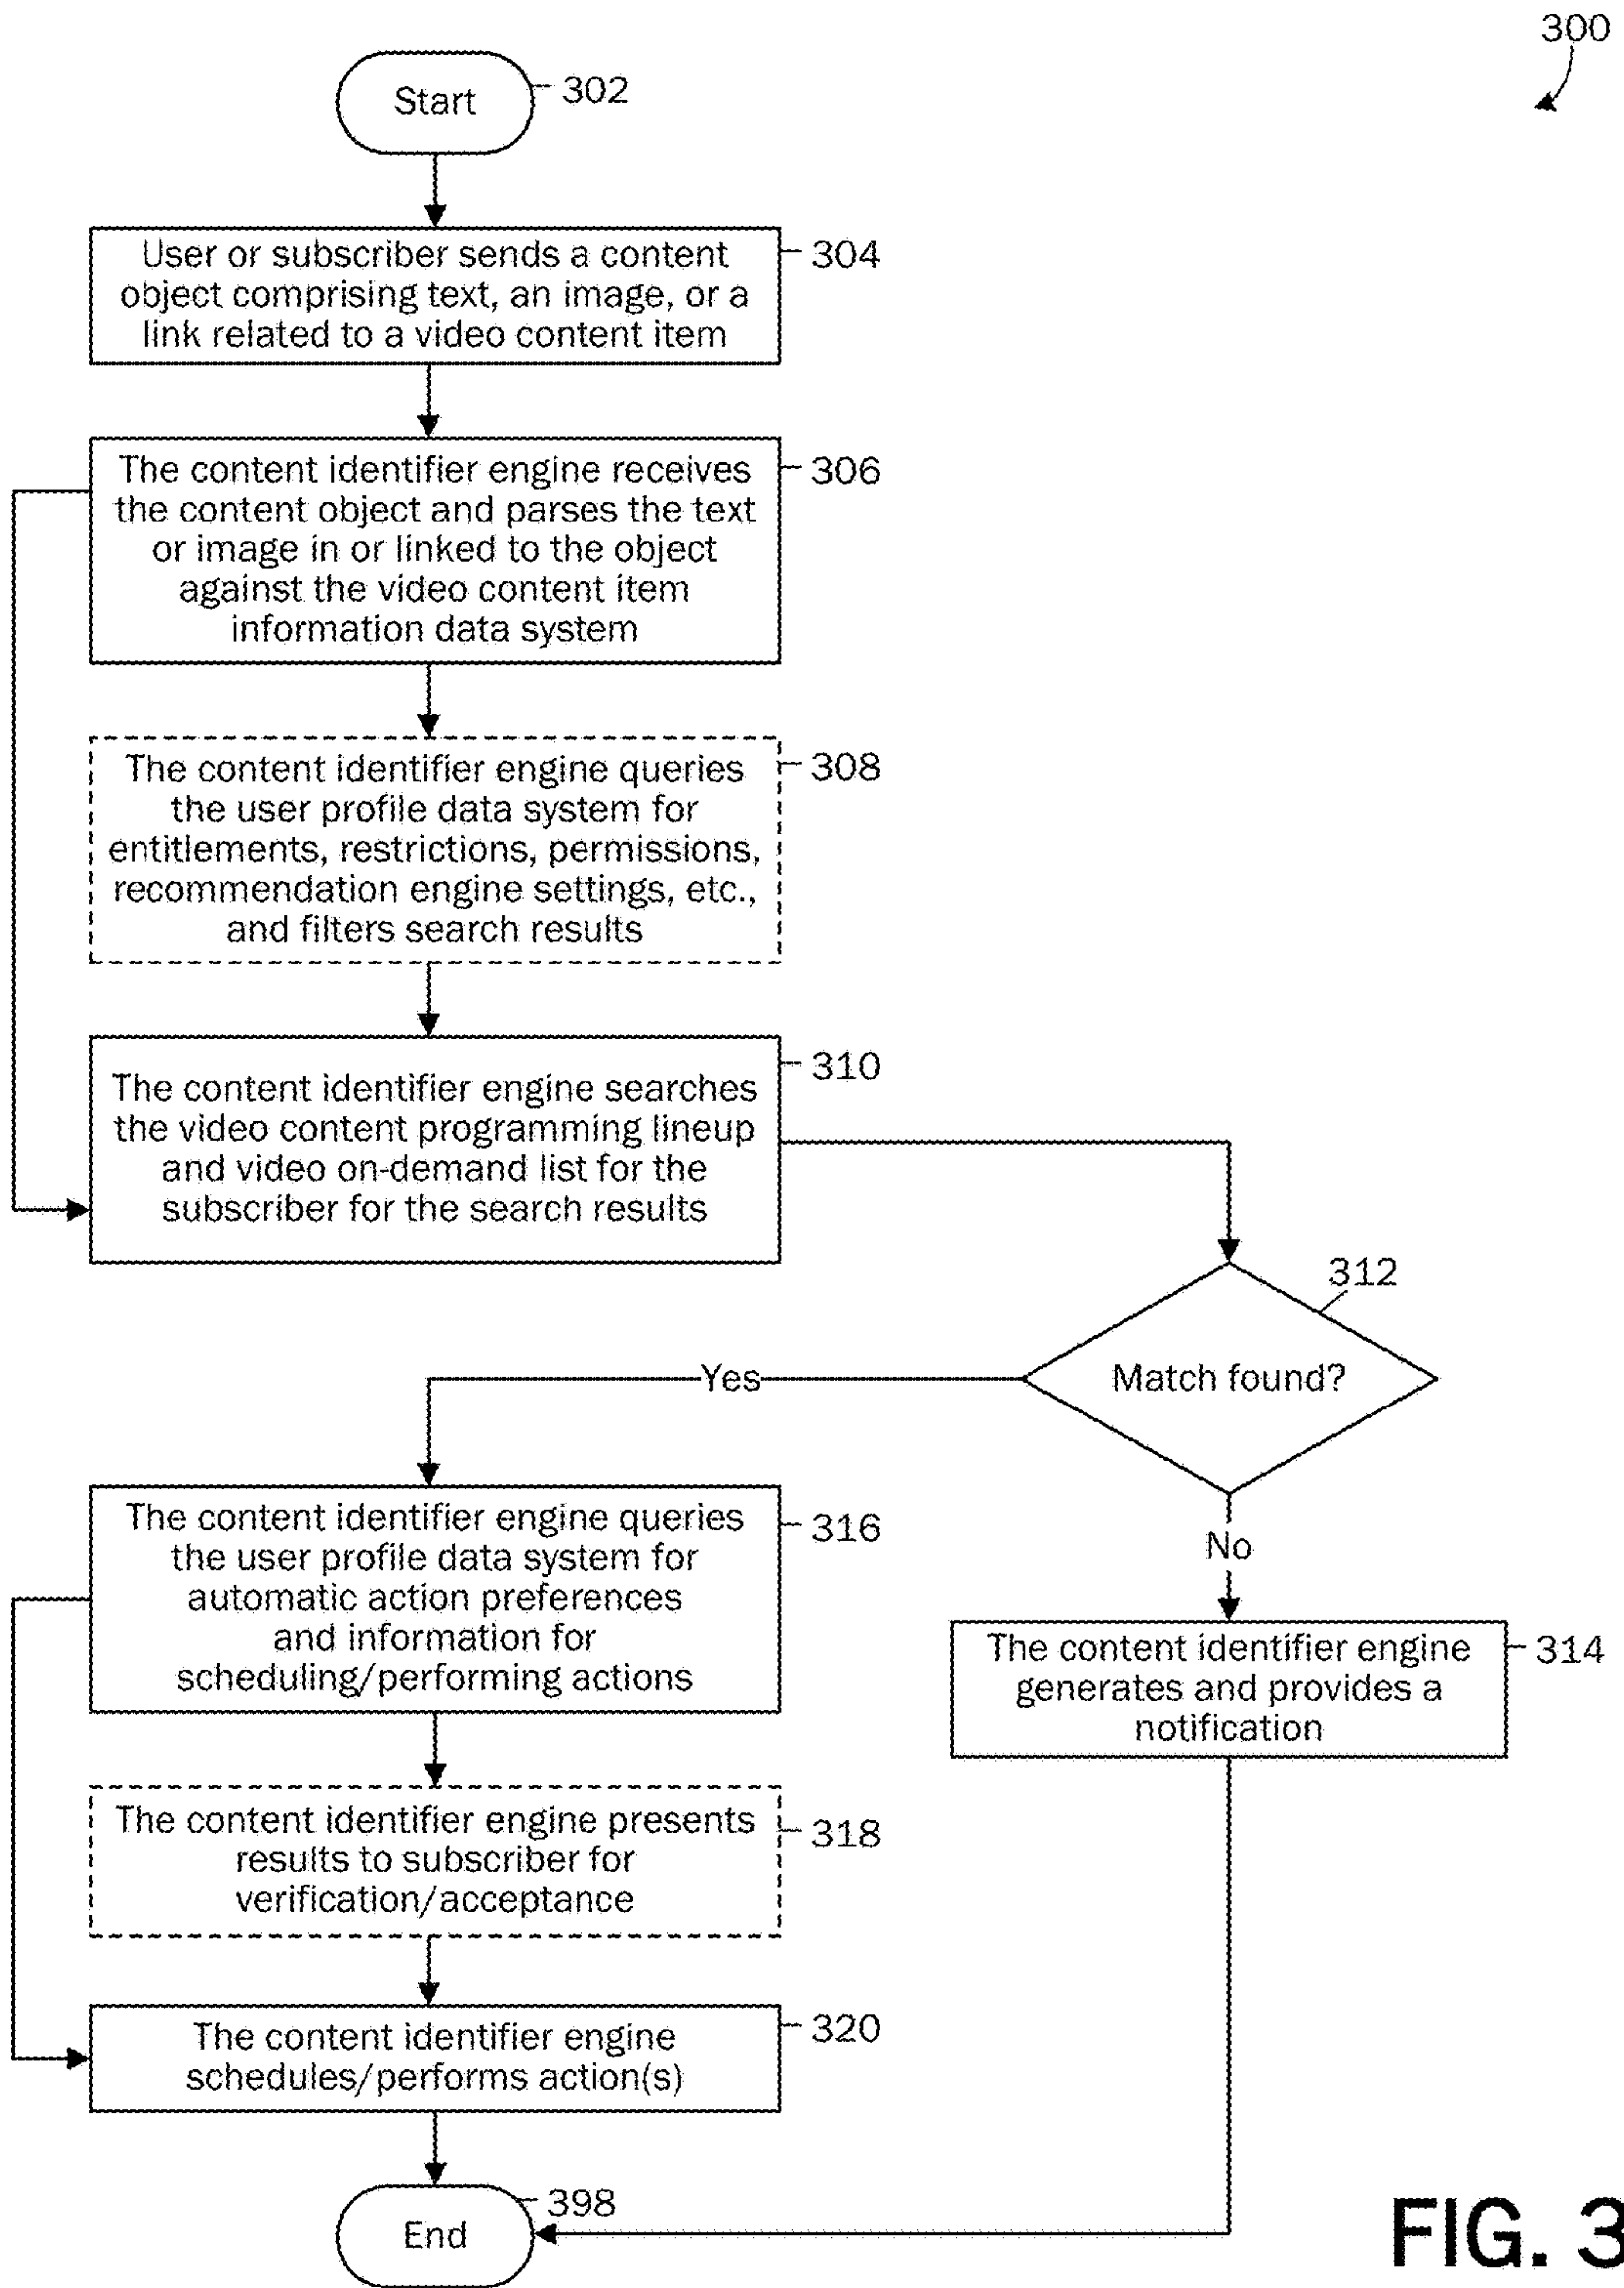 300
Start
302
User or subscriber sends a content
object comprising text, an image, or a
link related to a video content item
304
The content identifier engine receives
the content object and parses the text
or image in or linked to the object
against the video content item
information data system
306
The content identifier engine queries
the user profile data system for
entitlements, restrictions, permissions,
recommendation engine settings, etc.,
and filters search results
308
The content identifier engine searches
the video content programming lineup
and video on-demand list for the
subscriber for the search results
310
312
Match found?
Yes
No
The content identifier engine
generates and provides a
notification
314
The content identifier engine queries
the user profile data system for
automatic action preferences
and information for
scheduling/performing actions
316
The content identifier engine presents
results to subscriber for
verification/acceptance
318
The content identifier engine
schedules/performs action(s)
320
End
398
FIG. 3